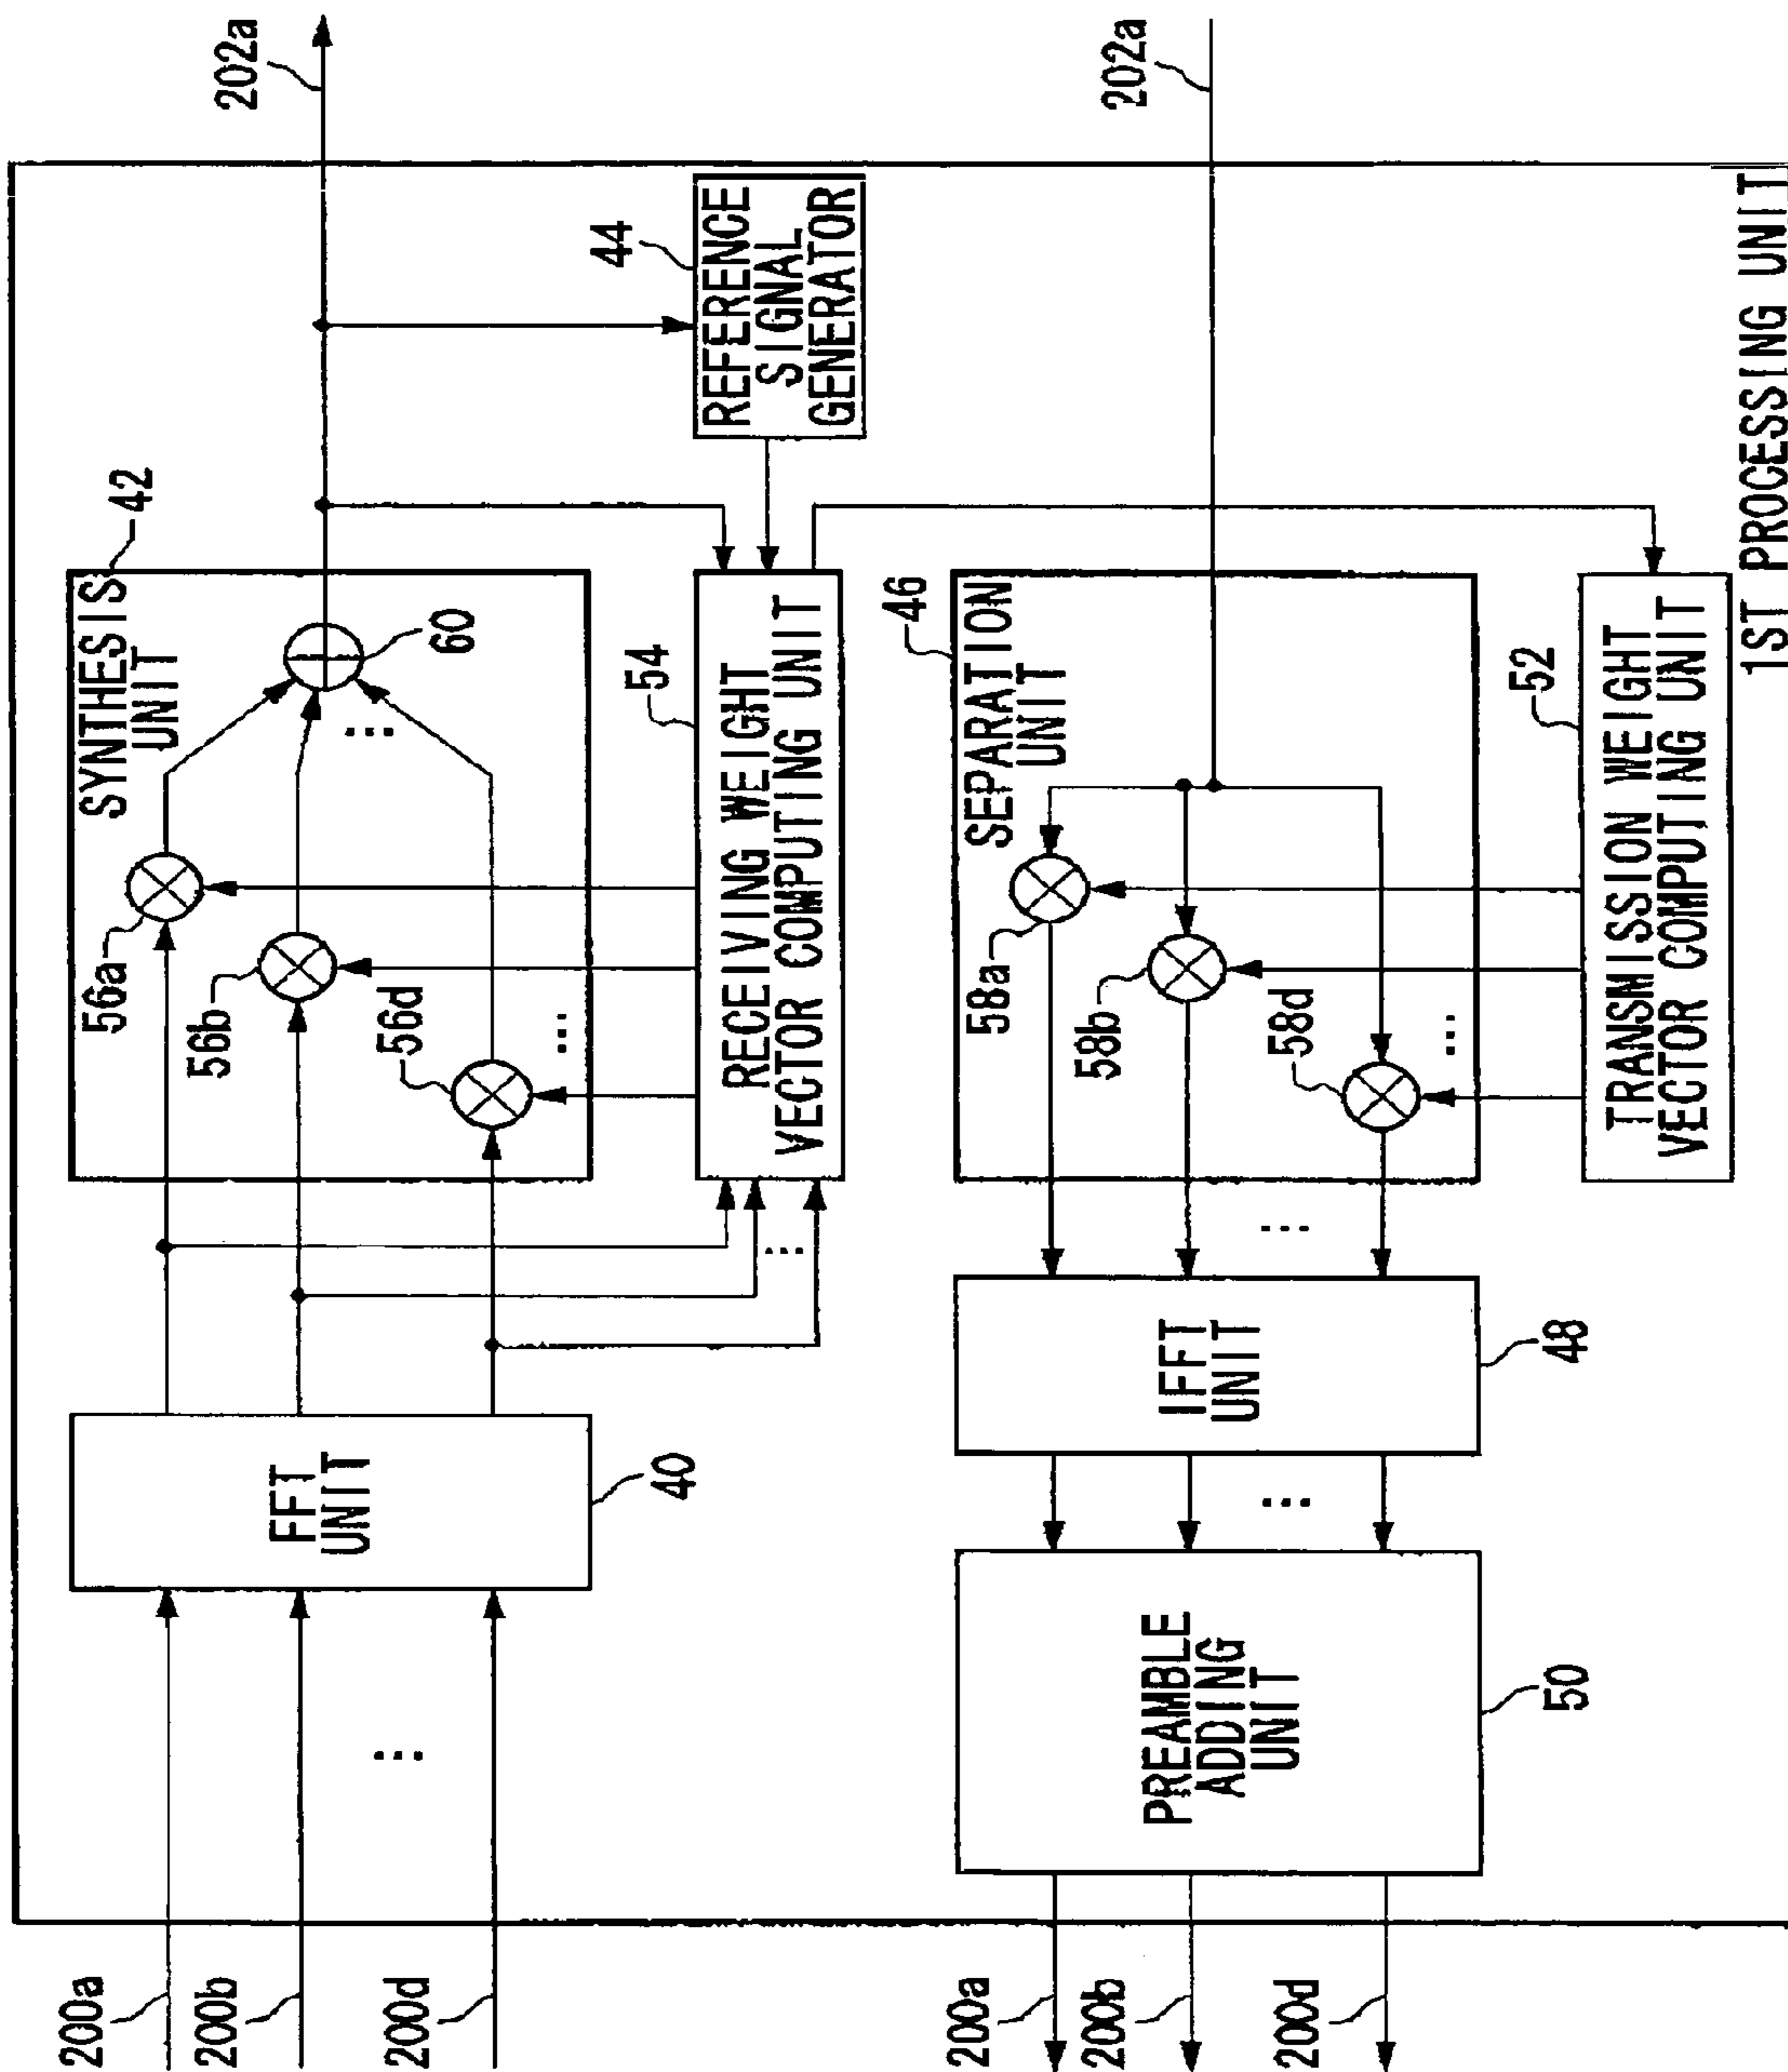 200a
200b
...
200d
FFT
UNIT
40
SYNTHESIS
UNIT
42
56a
56b
56d
...
...
60
202a
REFERENCE
SIGNAL
GENERATOR
44
...
RECEIVING WEIGHT
VECTOR COMPUTING UNIT
54
200a
200b
200d
PREAMBLE
ADDING
UNIT
50
...
IFFT
UNIT
48
...
SEPARATION
UNIT
46
58a
58b
58d
...
202a
TRANSMISSION WEIGHT
VECTOR COMPUTING UNIT
52
1ST PROCESSING UNIT